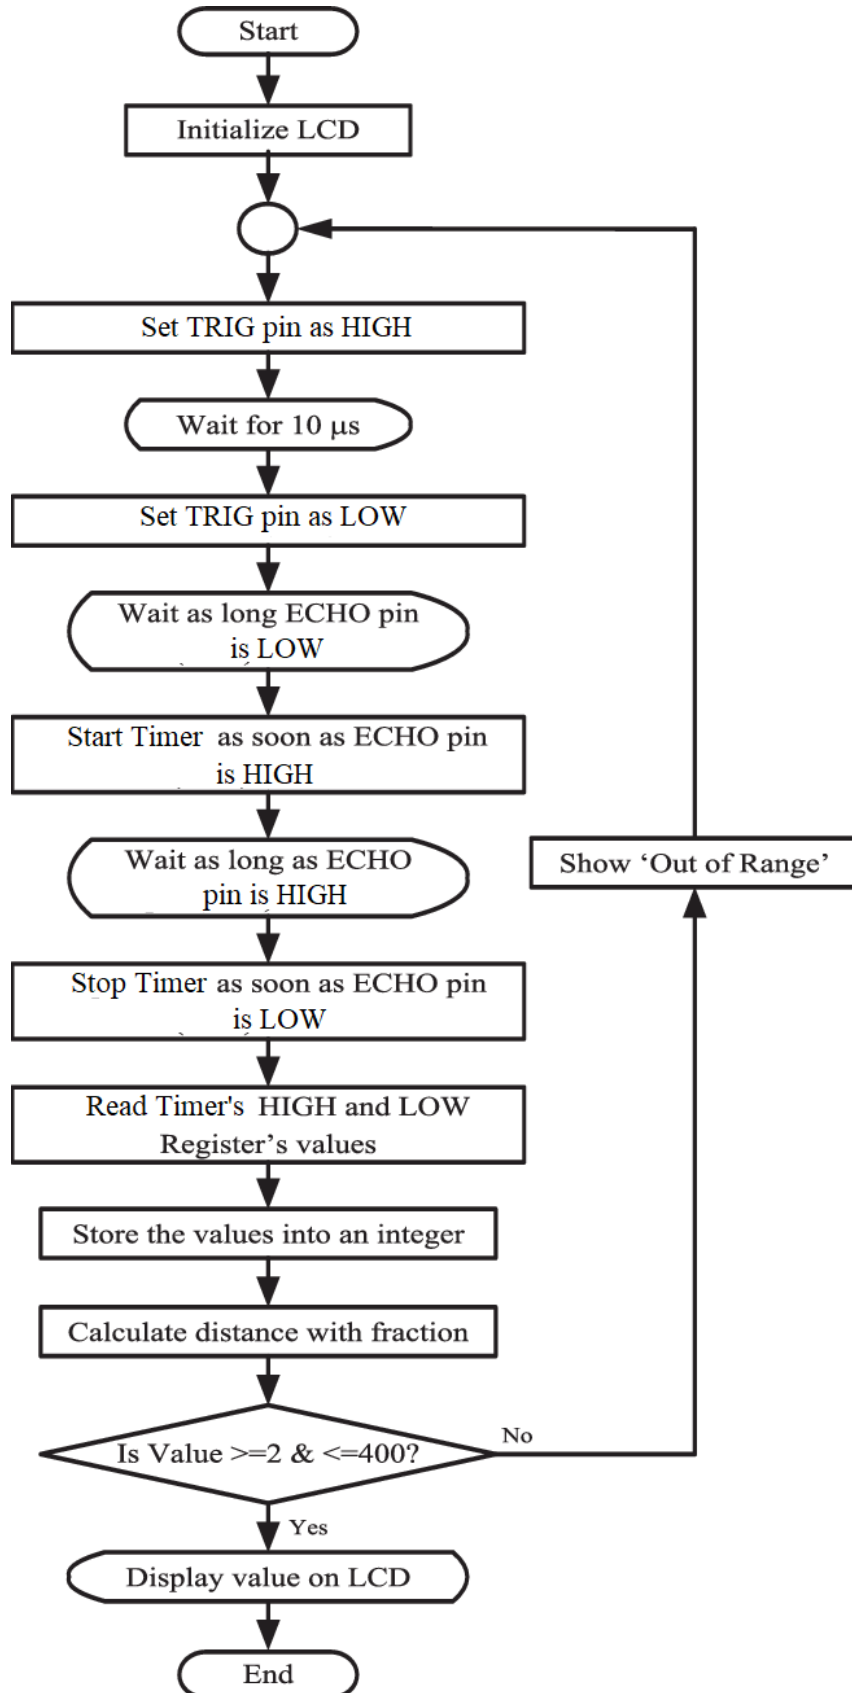 Start
Initialize LCD
Set TRIG pin as HIGH
Wait for 10 μs
Set TRIG pin as LOW
Wait as long ECHO pin
is LOW
Start Timer as soon as ECHO pin
is HIGH
Wait as long as ECHO
pin is HIGH
Show ‘Out of Range’
Stop Timer as soon as ECHO pin
is LOW
Read Timer's HIGH and LOW
Register’s values
Store the values into an integer
Calculate distance with fraction
Is Value >=2 & <=400?
No
Yes
Display value on LCD
End